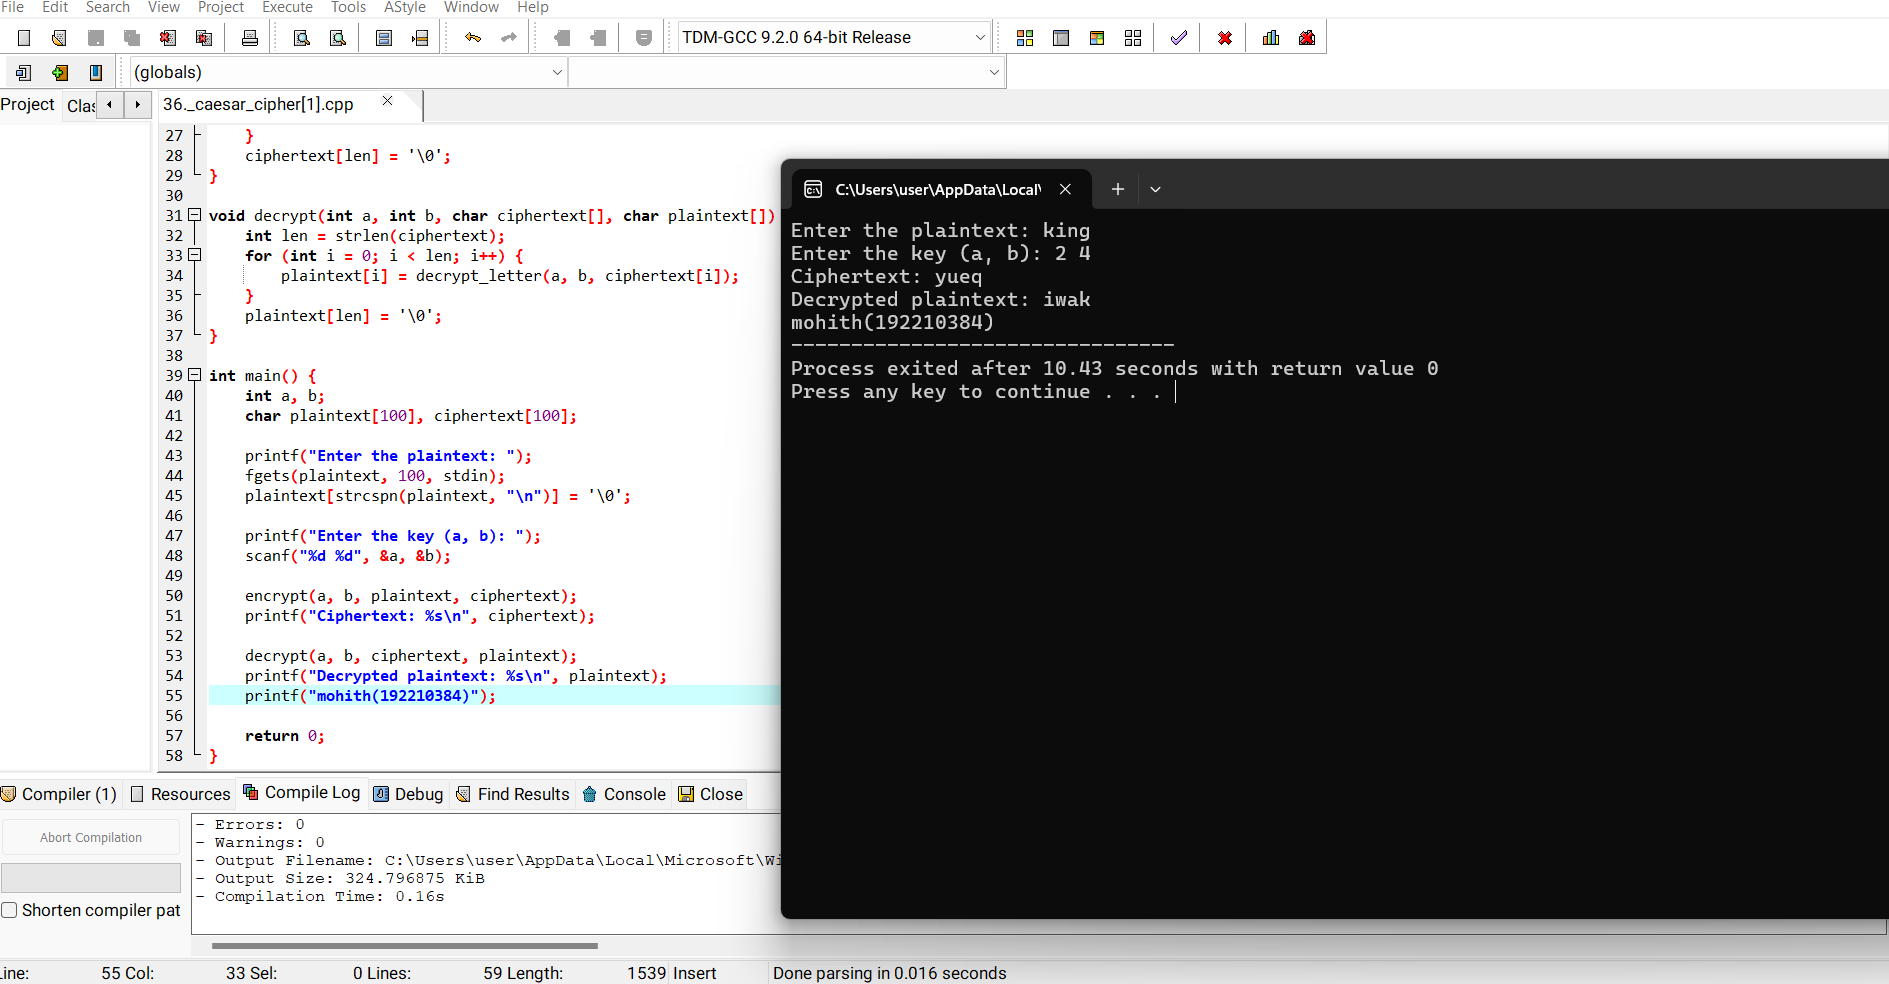 File Edit Search View Project Execute Tools AStyle Window Help
TDM-GCC 9.2.0 64-bit Release
(globals)
Project Clas 36._caesar_cipher[1].cpp
27 }
28 ciphertext[len] = '\0';
29 }
30
31 void decrypt(int a, int b, char ciphertext[], char plaintext[])
32 int len = strlen(ciphertext);
33 for (int i = 0; i < len; i++) {
34 plaintext[i] = decrypt_letter(a, b, ciphertext[i]);
35 }
36 plaintext[len] = '\0';
37 }
38
39 int main() {
40 int a, b;
41 char plaintext[100], ciphertext[100];
42
43 printf("Enter the plaintext: ");
44 fgets(plaintext, 100, stdin);
45 plaintext[strcspn(plaintext, "\n")] = '\0';
46
47 printf("Enter the key (a, b): ");
48 scanf("%d %d", &a, &b);
49
50 encrypt(a, b, plaintext, ciphertext);
51 printf("Ciphertext: %s\n", ciphertext);
52
53 decrypt(a, b, ciphertext, plaintext);
54 printf("Decrypted plaintext: %s\n", plaintext);
55 printf("mohith(192210384)");
56
57 return 0;
58 }
C:\Users\user\AppData\Local\
Enter the plaintext: king
Enter the key (a, b): 2 4
Ciphertext: yueq
Decrypted plaintext: iwak
mohith(192210384)
--------------------------------
Process exited after 10.43 seconds with return value 0
Press any key to continue . . .
Compiler (1) Resources Compile Log Debug Find Results Console Close
Abort Compilation
Shorten compiler pat
- Errors: 0
- Warnings: 0
- Output Filename: C:\Users\user\AppData\Local\Microsoft\Wi
- Output Size: 324.796875 KiB
- Compilation Time: 0.16s
ine: 55 Col: 33 Sel: 0 Lines: 59 Length: 1539 Insert Done parsing in 0.016 seconds